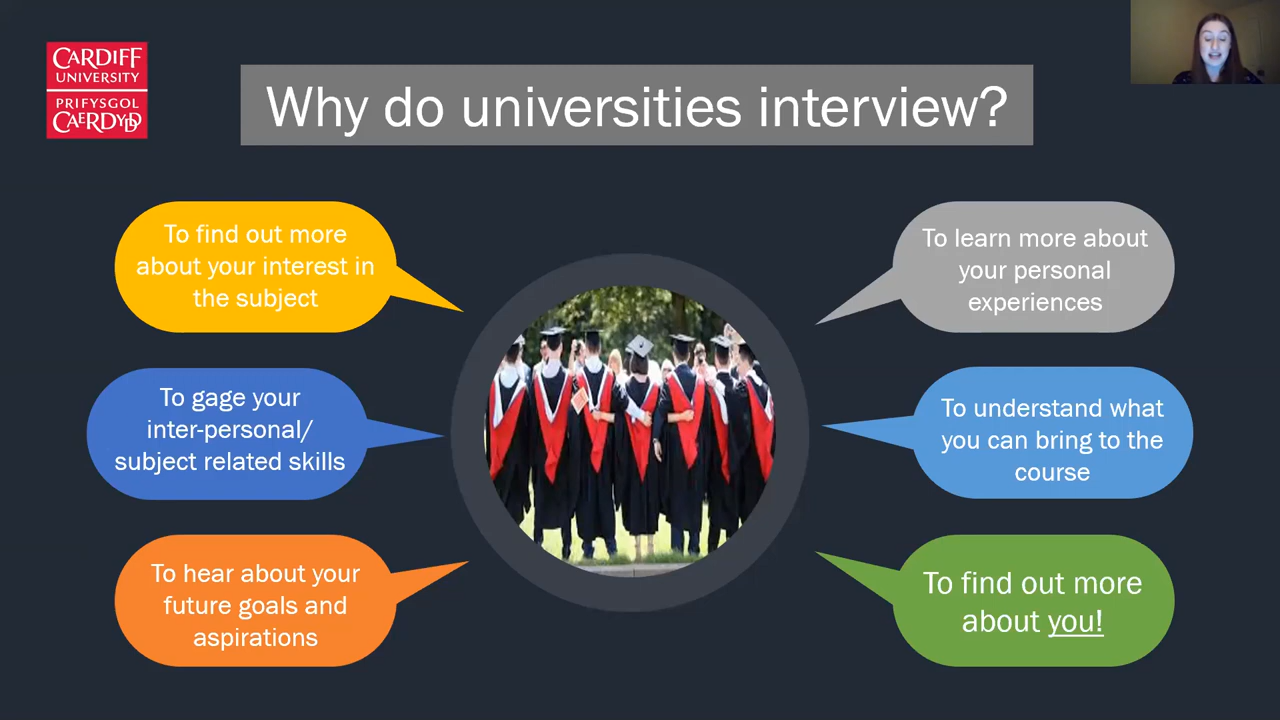 CARDIFF
UNIVERSITY
PRIFYSGOL
CAERDYDD
Why do universities interview?
To find out more
about your interest in
the subject
To gage your
inter-personal/
subject related skills
To hear about your
future goals and
aspirations
To learn more about
your personal
experiences
To understand what
you can bring to the
course
To find out more
about you!